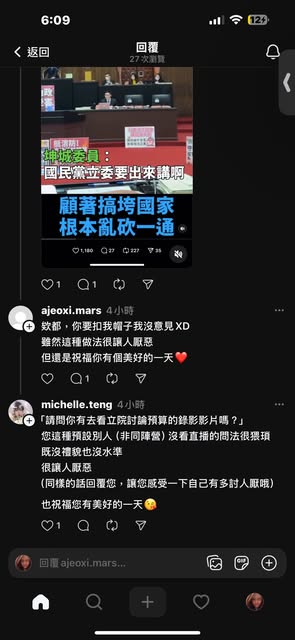 6:09
12
返回
回覆
27 次瀏覽
坤城委員：
國民黨立委要出來講啊
顧著搞垮國家
根本亂砍一通
1,180
27
227
35
1
1
ajeoxi.mars 4小時
欸都，你要扣我帽子我沒意見 XD
雖然這種做法很讓人厭惡
但還是祝福你有個美好的一天❤️
michelle.teng 4小時
「請問你有去看立院討論預算的錄影影片嗎？」
您這種預設別人 (非同陣營) 沒看直播的問法很猥瑣
既沒禮貌也沒水準
很讓人厭惡
(同樣的話回覆您，讓您感受一下自己有多討人厭哦)
也祝福您有美好的一天😘
1
1
回覆ajeoxi.mars...
GIF